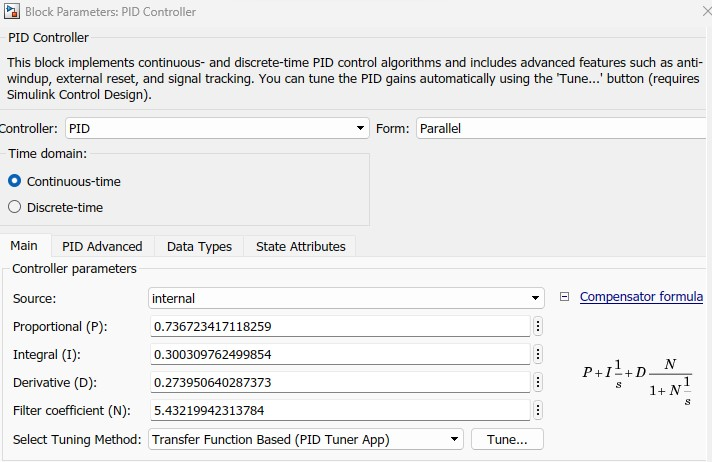 Block Parameters: PID Controller
PID Controller
This block implements continuous- and discrete-time PID control algorithms and includes advanced features such as anti-
windup, external reset, and signal tracking. You can tune the PID gains automatically using the 'Tune...' button (requires
Simulink Control Design).
Controller: PID Form: Parallel
Time domain:
Continuous-time
Discrete-time
Main PID Advanced Data Types State Attributes
Controller parameters
Source: internal Compensator formula
Proportional (P): 0.736723417118259
Integral (I): 0.300309762499854
Derivative (D): 0.273950640287373
Filter coefficient (N): 5.43219942313784
P+I 1/s +D N/(1+N 1/s)
Select Tuning Method: Transfer Function Based (PID Tuner App) Tune...